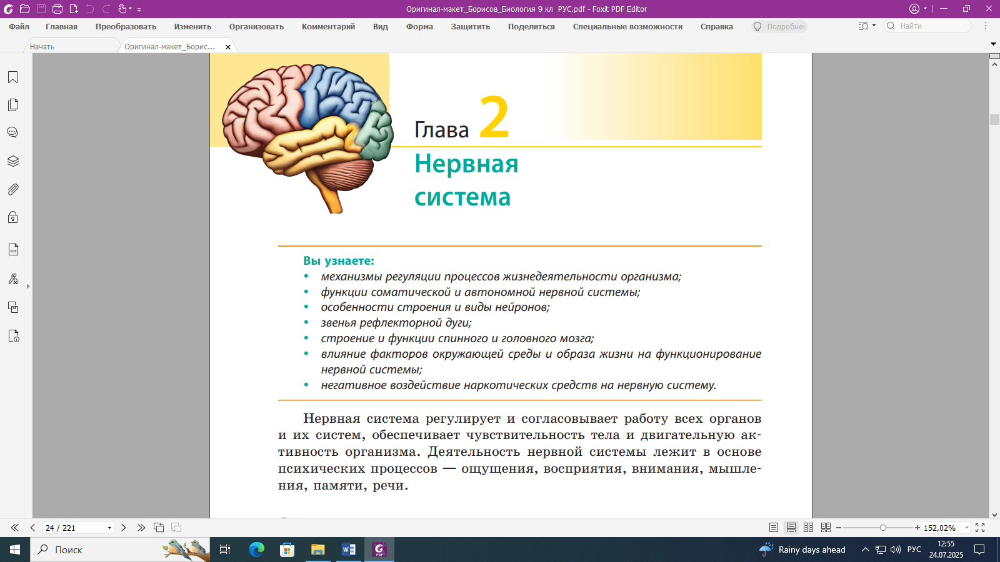 Оригинал-макет_Борисов_Биология 9 кл  РУС.pdf - Foxit PDF Editor
Файл Главная Преобразовать Изменить Организовать Комментарий Вид Форма Защитить Поделиться Специальные возможности Справка Подробнее Найти
Начать Оригинал-макет_Борис...
Глава 2
Нервная
система
Вы узнаете:
• механизмы регуляции процессов жизнедеятельности организма;
• функции соматической и автономной нервной системы;
• особенности строения и виды нейронов;
• звенья рефлекторной дуги;
• строение и функции спинного и головного мозга;
• влияние факторов окружающей среды и образа жизни на функционирование
нервной системы;
• негативное воздействие наркотических средств на нервную систему.
Нервная система регулирует и согласовывает работу всех органов
и их систем, обеспечивает чувствительность тела и двигательную ак-
тивность организма. Деятельность нервной системы лежит в основе
психических процессов — ощущения, восприятия, внимания, мышле-
ния, памяти, речи.
24 / 221 152,02%
Поиск PDF Rainy days ahead РУС 12:55
24.07.2025